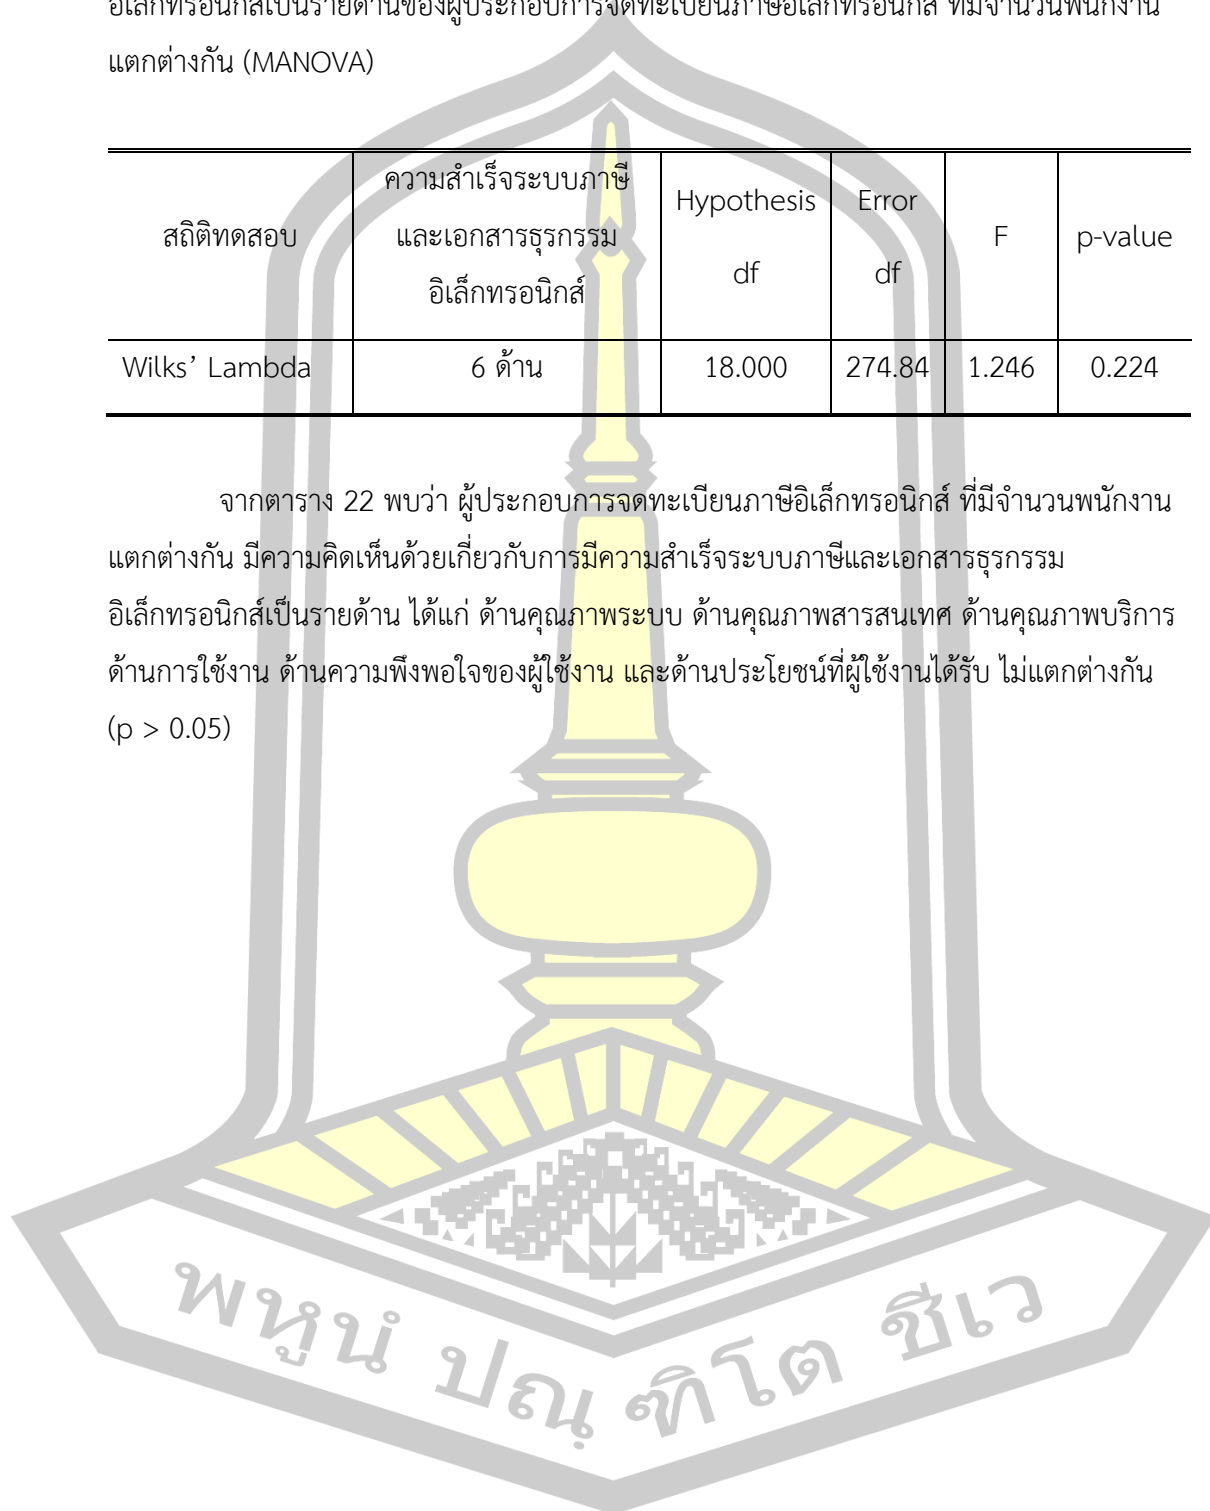 อิเล็กทรอนิกส์เป็นรายด้านของผู้ประกอบการจดทะเบียนภาษีอิเล็กทรอนิกส์ ที่มีจำนวนพนักงาน
แตกต่างกัน (MANOVA)
สถิติทดสอบ ความสำเร็จระบบภาษี และเอกสารธุรกรรม อิเล็กทรอนิกส์ Hypothesis df Error df F p-value
Wilks’ Lambda 6 ด้าน 18.000 274.84 1.246 0.224
จากตาราง 22 พบว่า ผู้ประกอบการจดทะเบียนภาษีอิเล็กทรอนิกส์ ที่มีจำนวนพนักงาน
แตกต่างกัน มีความคิดเห็นด้วยเกี่ยวกับการมีความสำเร็จระบบภาษีและเอกสารธุรกรรม
อิเล็กทรอนิกส์เป็นรายด้าน ได้แก่ ด้านคุณภาพระบบ ด้านคุณภาพสารสนเทศ ด้านคุณภาพบริการ
ด้านการใช้งาน ด้านความพึงพอใจของผู้ใช้งาน และด้านประโยชน์ที่ผู้ใช้งานได้รับ ไม่แตกต่างกัน
(p > 0.05)
พหูนํ ปณฺฑิโต ชีเว